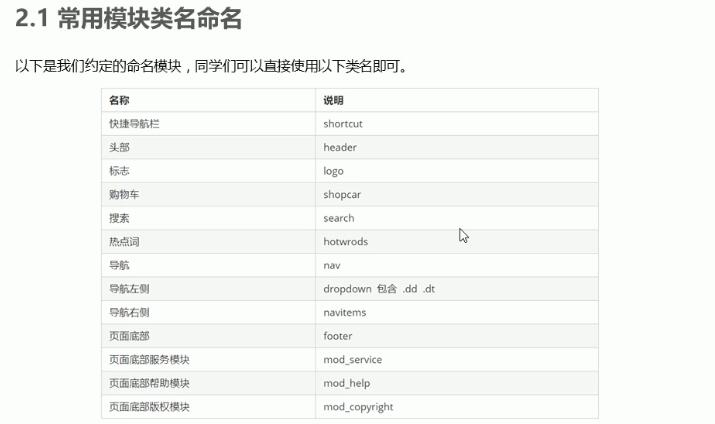 2.1 常用模块类名命名
以下是我们约定的命名模块，同学们可以直接使用以下类名即可。
名称 说明
快捷导航栏 shortcut
头部 header
标志 logo
购物车 shopcar
搜索 search
热点词 hotwrods
导航 nav
导航左侧 dropdown 包含 .dd .dt
导航右侧 navitems
页面底部 footer
页面底部服务模块 mod_service
页面底部帮助模块 mod_help
页面底部版权模块 mod_copyright